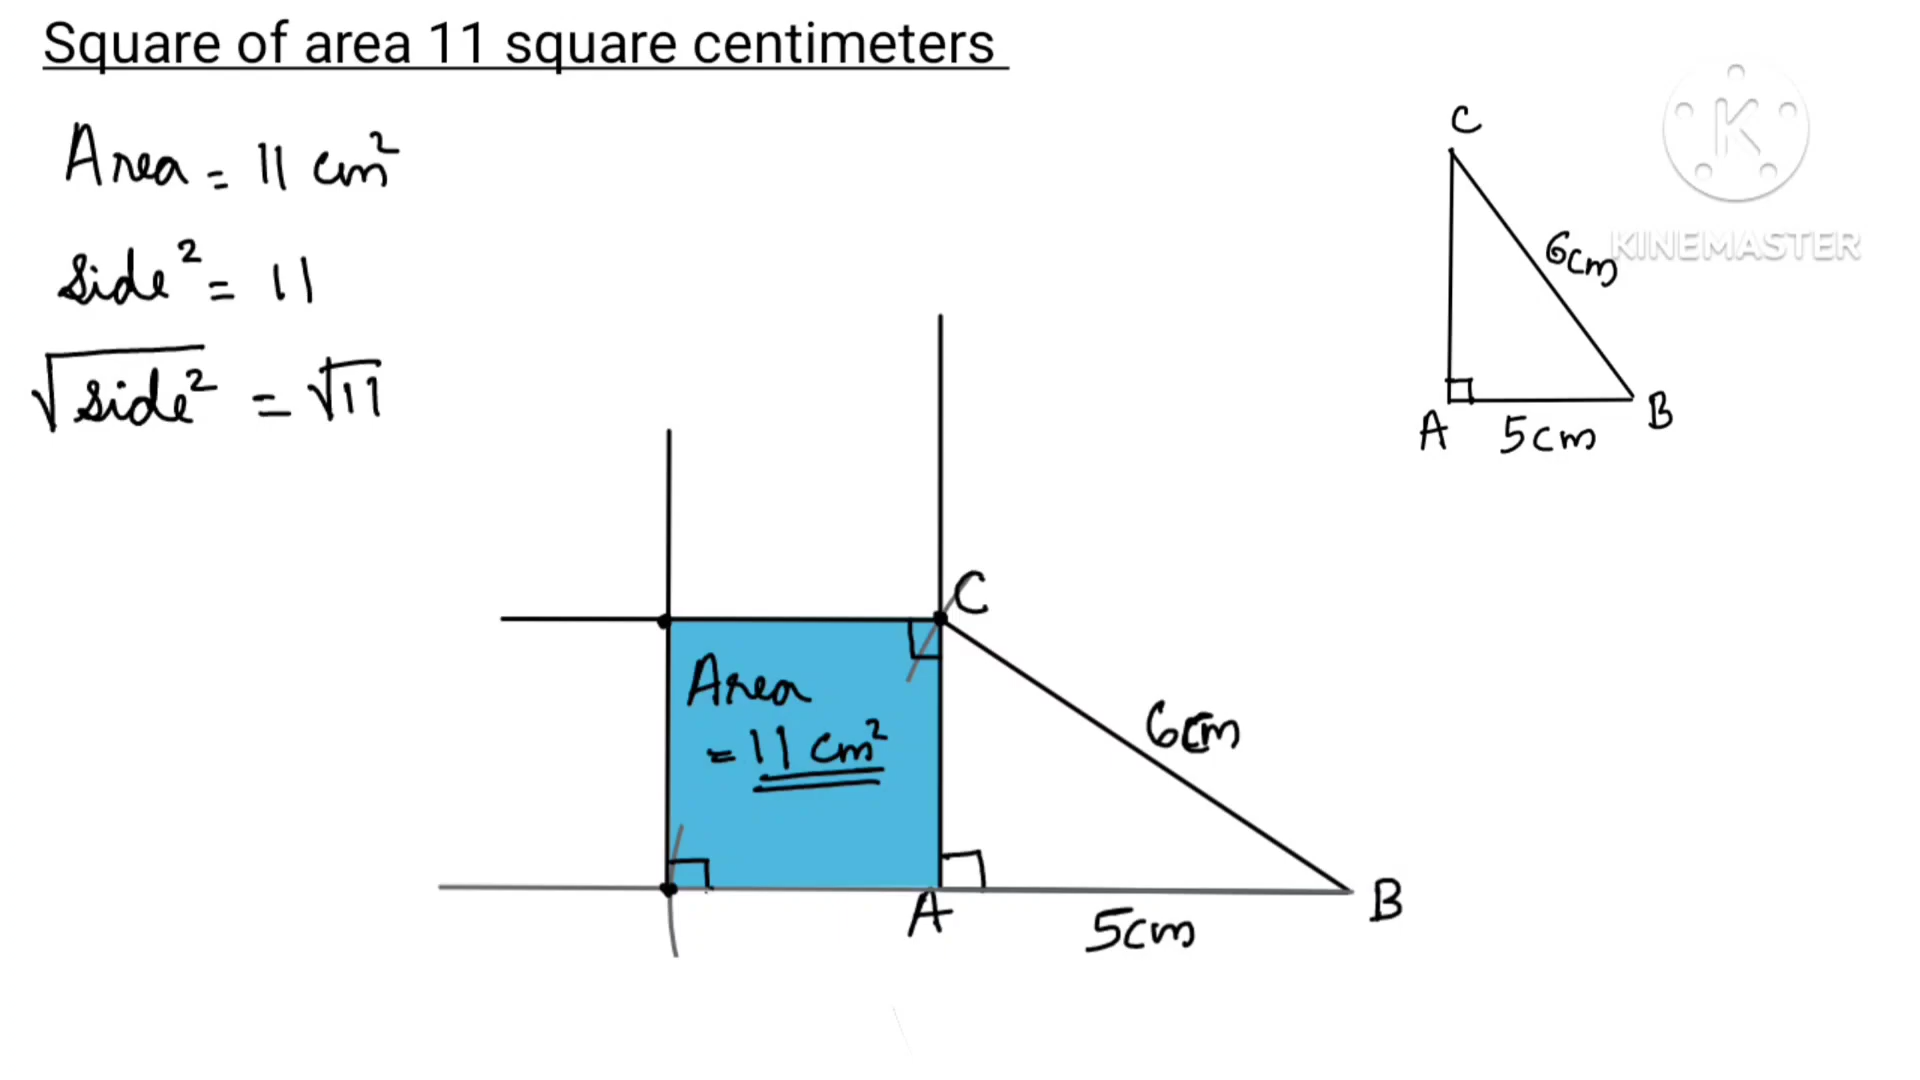 Square of area 11 square centimeters
Area = 11 cm²
side² = 11
√side² = √11
C
6cm
A 5cm B
K
KINEMASTER
C
Area
= 11 cm²
6cm
A
5cm
B